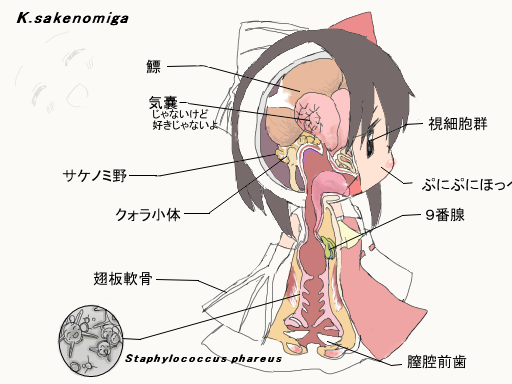 K.sakenomiga
鰾
気嚢
じゃないけど
好きじゃないよ
視細胞群
サケノミ野
ぷにぷにほっぺ
クォラ小体
9番腺
翅板軟骨
Staphylococcus phareus
膣腔前歯